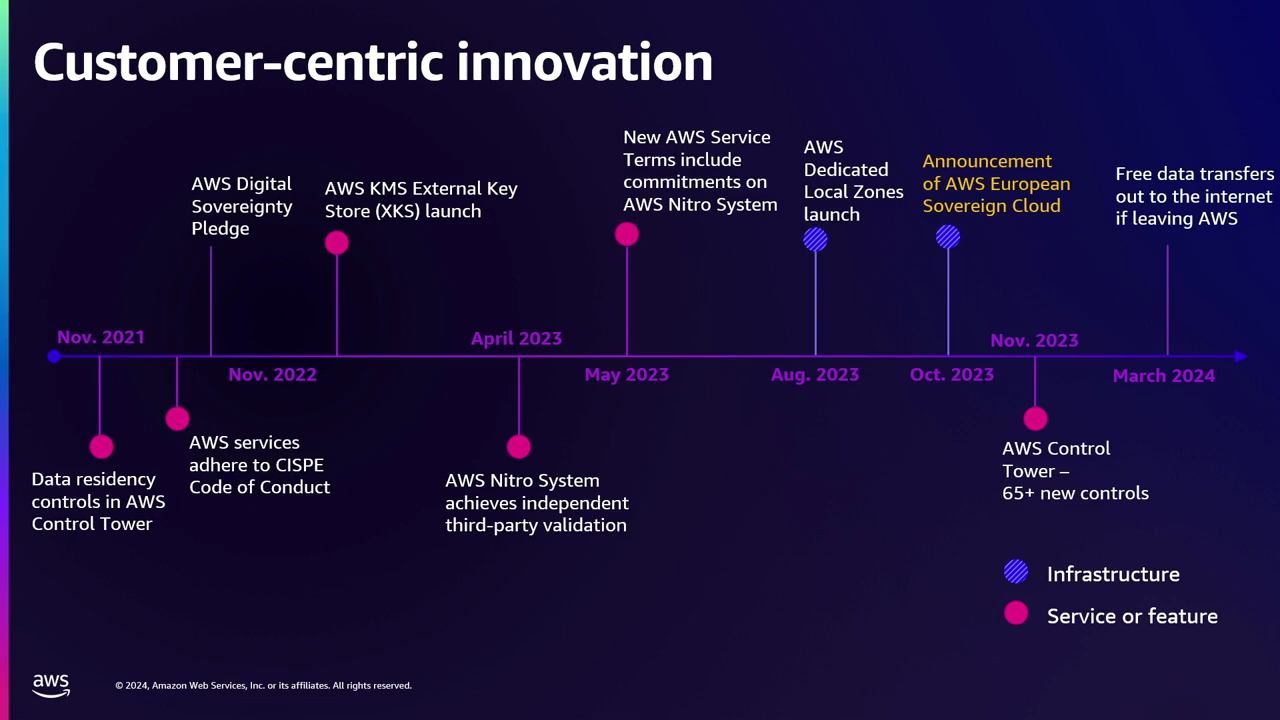 Customer-centric innovation
New AWS Service
Terms include
commitments on
AWS Nitro System
AWS
Dedicated
Local Zones
launch
Announcement
of AWS European
Sovereign Cloud
Free data transfers
out to the internet
if leaving AWS
AWS Digital
Sovereignty
Pledge
AWS KMS External Key
Store (XKS) launch
Nov. 2021
April 2023
Nov. 2023
Nov. 2022
May 2023
Aug. 2023
Oct. 2023
March 2024
Data residency
controls in AWS
Control Tower
AWS services
adhere to CISPE
Code of Conduct
AWS Nitro System
achieves independent
third-party validation
AWS Control
Tower –
65+ new controls
Infrastructure
Service or feature
aws
© 2024, Amazon Web Services, Inc. or its affiliates. All rights reserved.